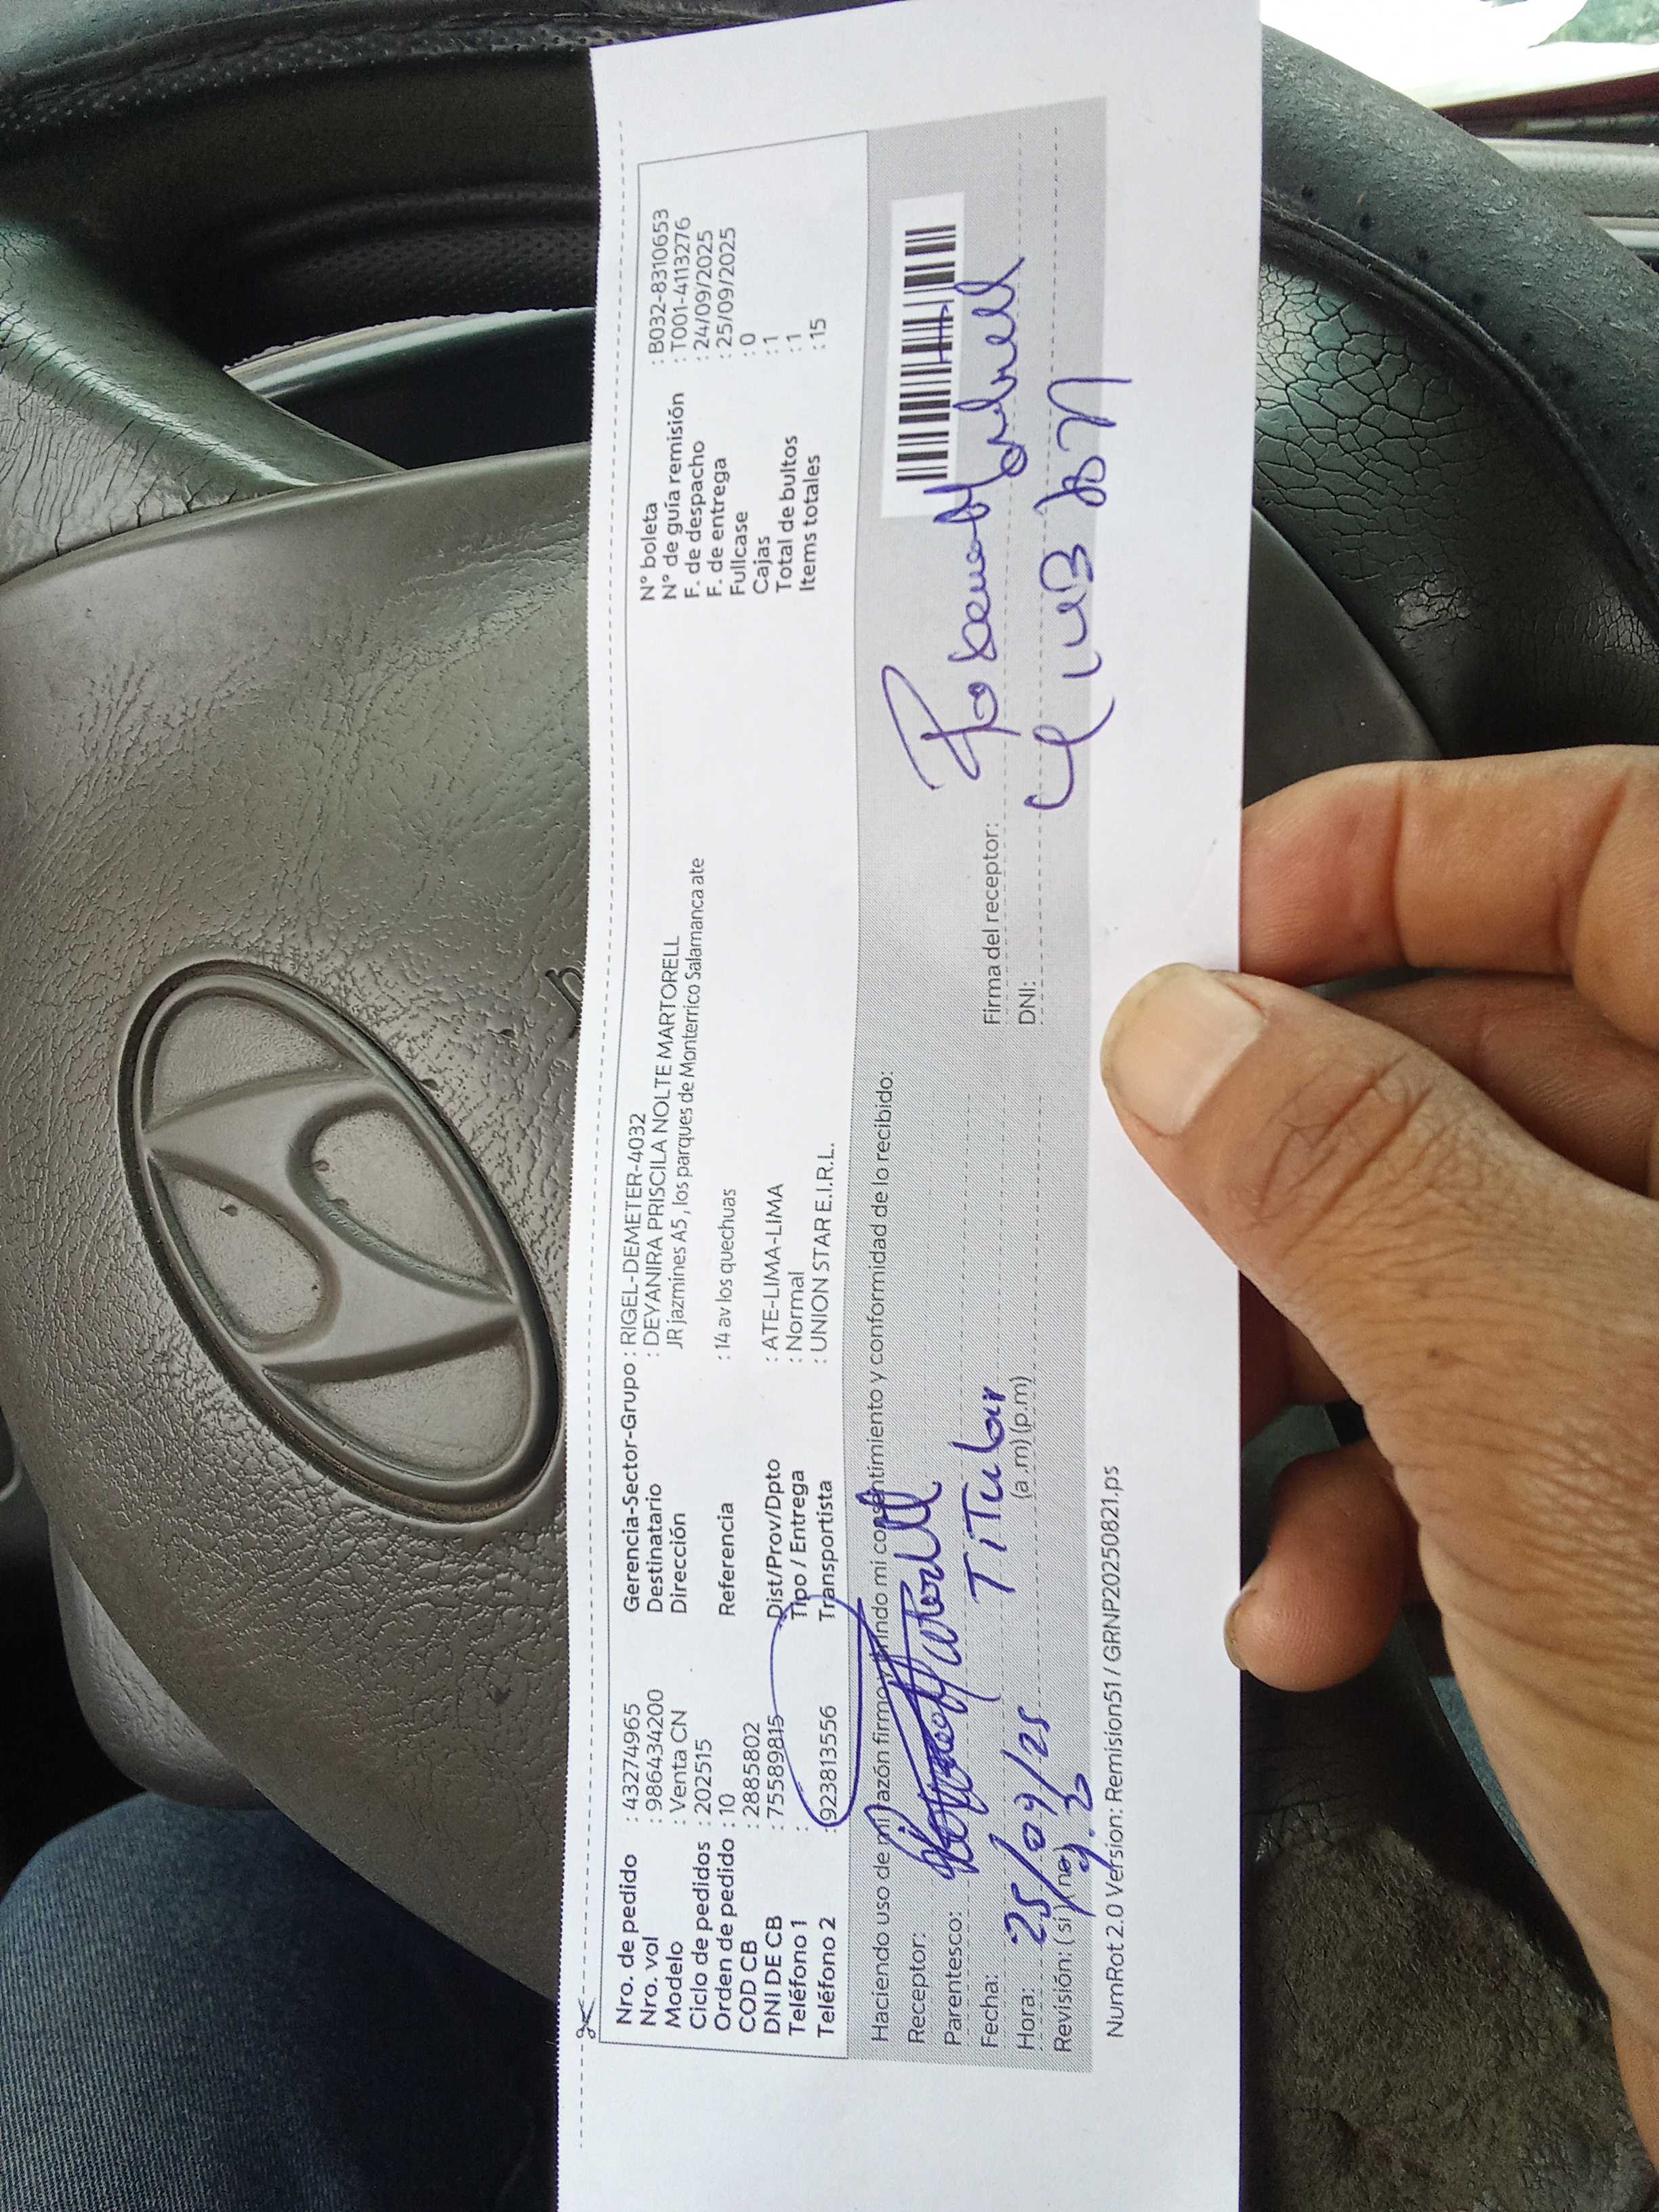 Nro. de pedido : 43274965
Nro. vol : 986434200
Modelo : Venta CN
Ciclo de pedidos : 202515
Orden de pedido : 10
COD CB : 2885802
DNI DE CB : 75589815
Teléfono 1 :
Teléfono 2 : 923813556
Gerencia-Sector-Grupo : RIGEL-DEMETER-4032
Destinatario : DEYANIRA PRISCILA NOLTE MARTORELL
Dirección JR jazmines A5 , los parques de Monterrico Salamanca ate
Referencia : 14 av los quechuas
Dist/Prov/Dpto : ATE-LIMA-LIMA
Tipo / Entrega : Normal
Transportista : UNION STAR E.I.R.L.
N° boleta : B032-8310653
N° de guía remisión : T001-4113276
F. de despacho : 24/09/2025
F. de entrega : 25/09/2025
Fullcase : 0
Cajas : 1
Total de bultos : 1
Items totales : 15
Haciendo uso de mi razón firmo y brindo mi consentimiento y conformidad de lo recibido:
Receptor:
Parentesco: TiTular
Fecha: 25/09/25
Hora: (a.m) (p.m)
Revisión: ( si ) ( no )
Firma del receptor:
DNI:
NumRot 2.0 Version: Remision51 / GRNP20250821.ps